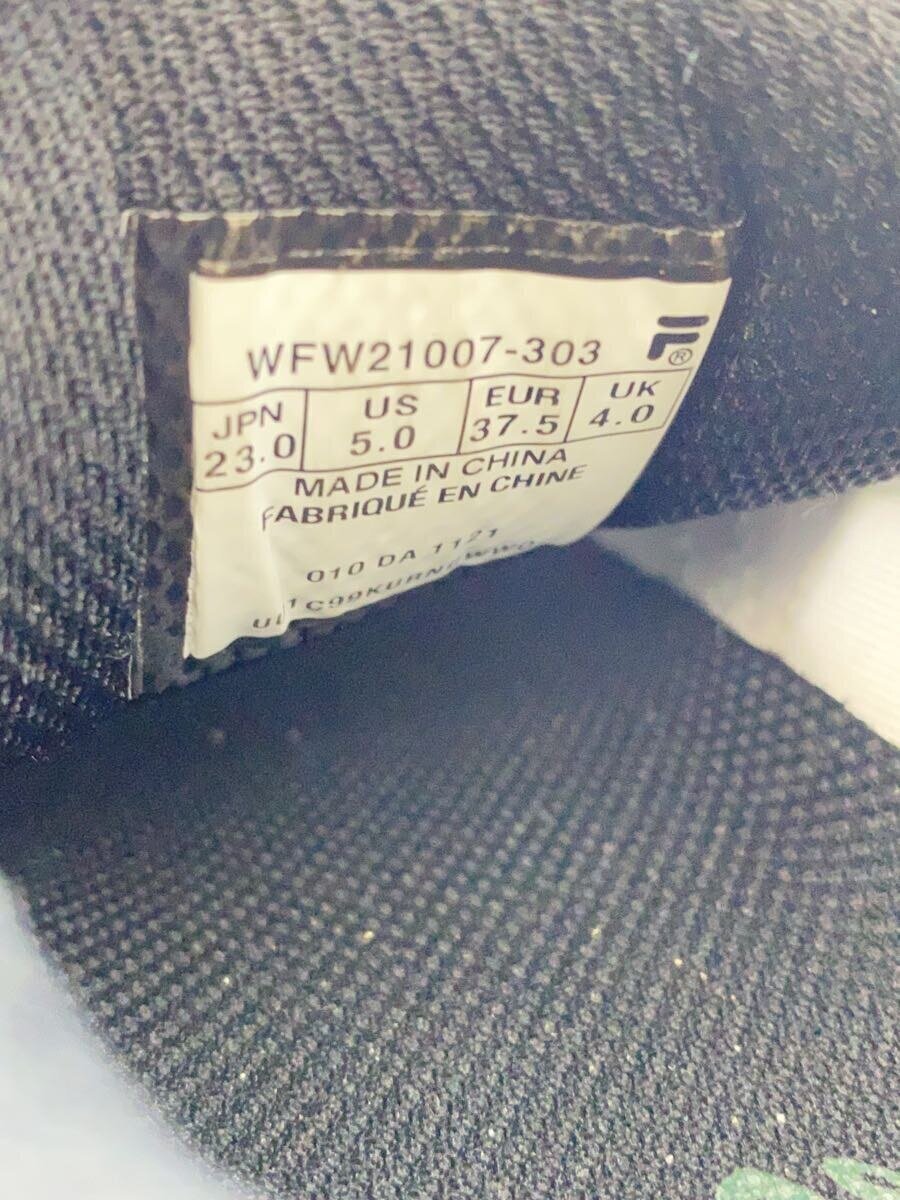 WFW21007-303
JPN US EUR UK
23.0 5.0 37.5 4.0
MADE IN CHINA
FABRIQUÉ EN CHINE
010 DA 1121